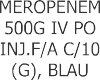 MEROPENEM
500G IV PO
INJ.F/A C/10
(G), BLAU